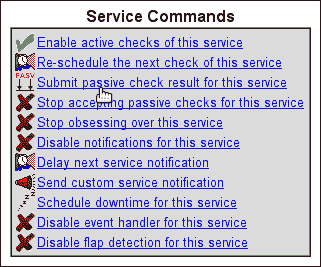 Service Commands
Enable active checks of this service
Re-schedule the next check of this service
PASV Submit passive check result for this service
Stop accepting passive checks for this service
Stop obsessing over this service
Disable notifications for this service
Delay next service notification
Send custom service notification
Schedule downtime for this service
Disable event handler for this service
Disable flap detection for this service